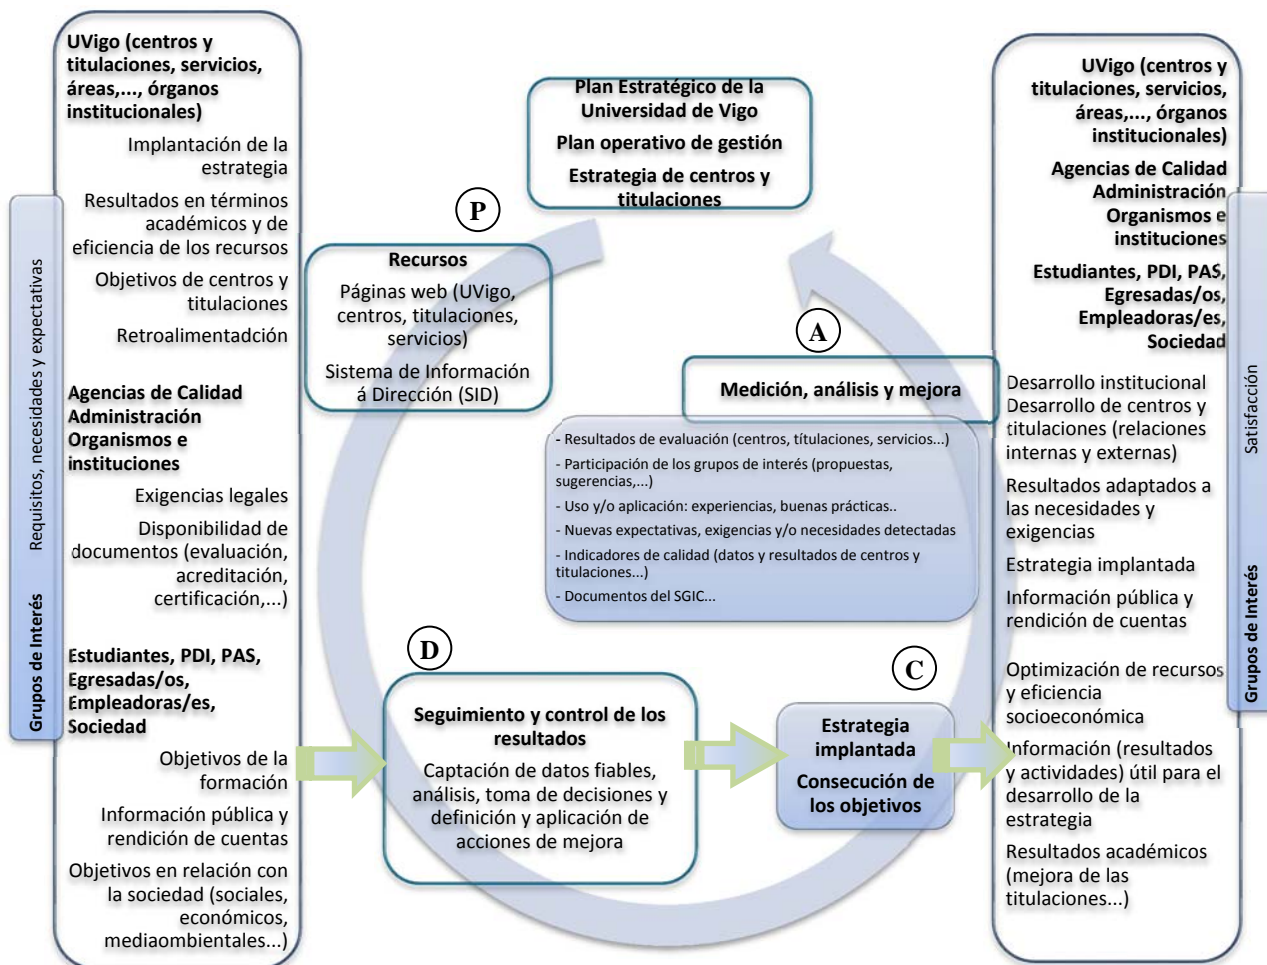 UVigo (centros y
titulaciones, servicios,
áreas,..., órganos
institucionales)
Implantación de la
estrategia
Resultados en términos
académicos y de
eficiencia de los recursos
Objetivos de centros y
titulaciones
Retroalimentadción
Agencias de Calidad
Administración
Organismos e
instituciones
Exigencias legales
Disponibilidad de
documentos (evaluación,
acreditación,
certificación,...)
Estudiantes, PDI, PAS,
Egresadas/os,
Empleadoras/es,
Sociedad
Objetivos de la
formación
Información pública y
rendición de cuentas
Objetivos en relación con
la sociedad (sociales,
económicos,
mediaombientales...)
Grupos de Interés Requisitos, necesidades y expectativas
Plan Estratégico de la
Universidad de Vigo
Plan operativo de gestión
Estrategia de centros y
titulaciones
P
Recursos
Páginas web (UVigo,
centros, titulaciones,
servicios)
Sistema de Información
á Dirección (SID)
A
Medición, análisis y mejora
- Resultados de evaluación (centros, títulaciones, servicios...)
- Participación de los grupos de interés (propuestas,
sugerencias,...)
- Uso y/o aplicación: experiencias, buenas prácticas..
- Nuevas expectativas, exigencias y/o necesidades detectadas
- Indicadores de calidad (datos y resultados de centros y
titulaciones...)
- Documentos del SGIC...
D
Seguimiento y control de los
resultados
Captación de datos fiables,
análisis, toma de decisiones y
definición y aplicación de
acciones de mejora
C
Estrategia
implantada
Consecución de
los objetivos
UVigo (centros y
titulaciones, servicios,
áreas,..., órganos
institucionales)
Agencias de Calidad
Administración
Organismos e
instituciones
Estudiantes, PDI, PAS,
Egresadas/os,
Empleadoras/es,
Sociedad
Desarrollo institucional
Desarrollo de centros y
titulaciones (relaciones
internas y externas)
Resultados adaptados a
las necesidades y
exigencias
Estrategia implantada
Información pública y
rendición de cuentas
Optimización de recursos
y eficiencia
socioeconómica
Información (resultados
y actividades) útil para el
desarrollo de la
estrategia
Resultados académicos
(mejora de las
titulaciones...)
Grupos de Interés Satisfacción